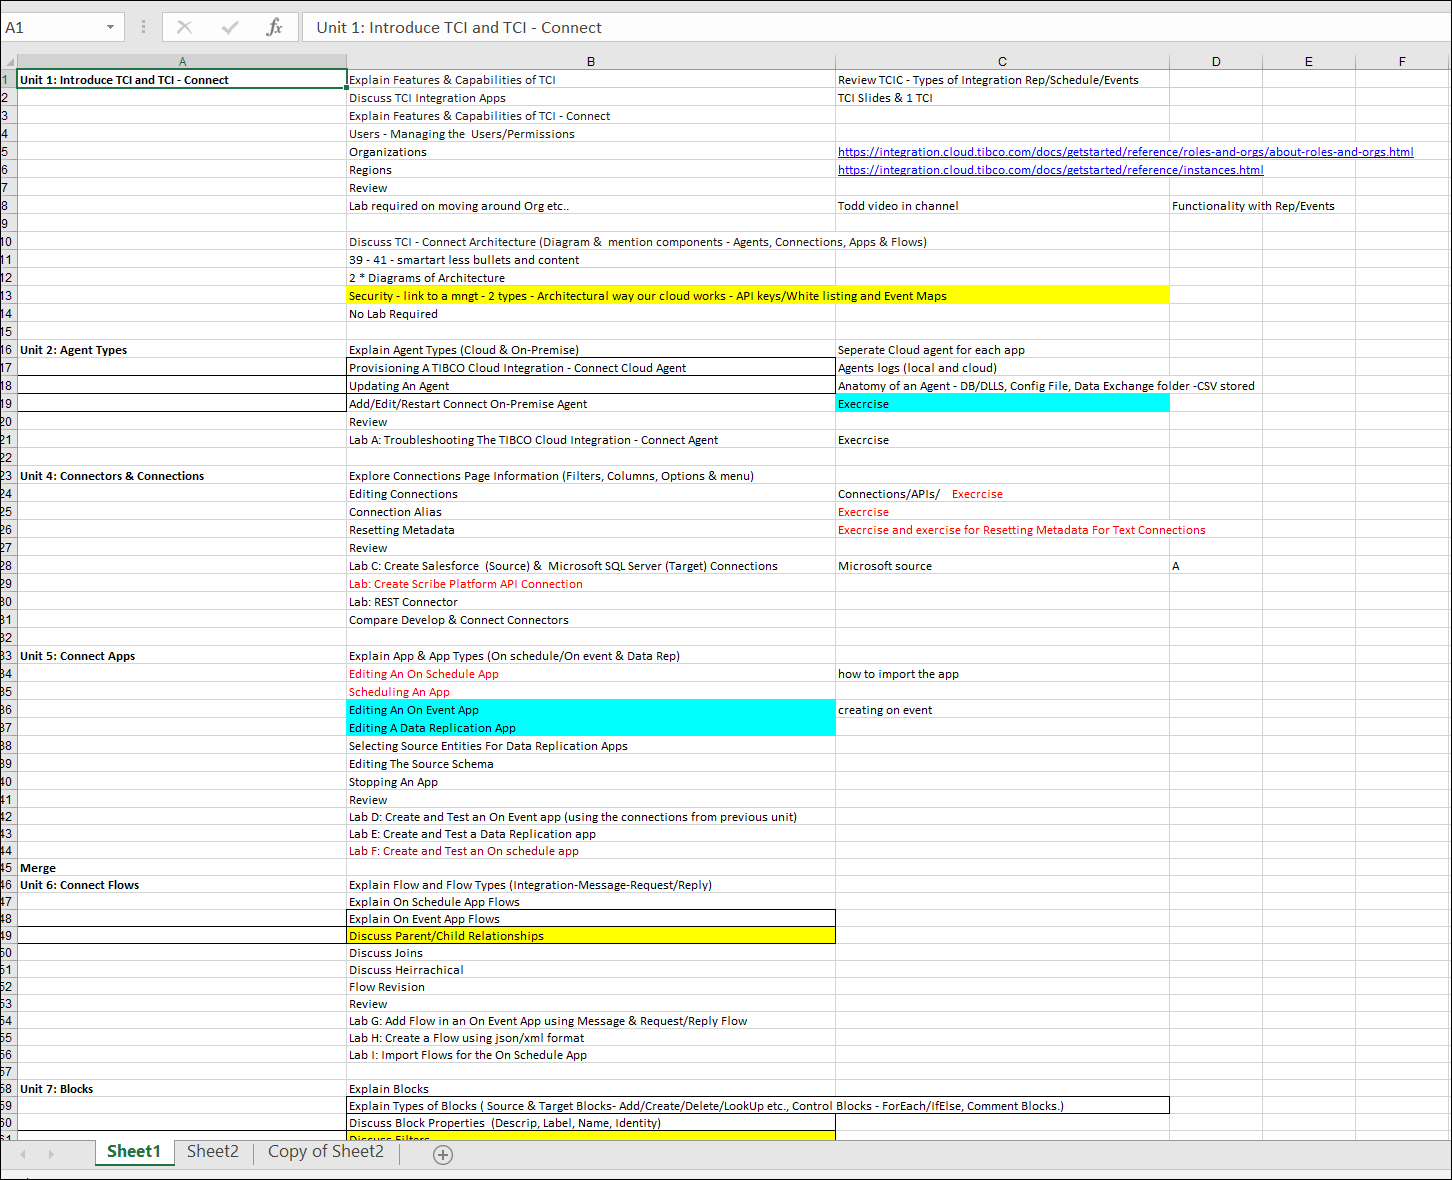 A1 fx Unit 1: Introduce TCI and TCI - Connect
A B C D E F
1 Unit 1: Introduce TCI and TCI - Connect Explain Features & Capabilities of TCI Review TCIC - Types of Integration Rep/Schedule/Events
2 Discuss TCI Integration Apps TCI Slides & 1 TCI
3 Explain Features & Capabilities of TCI - Connect
4 Users - Managing the Users/Permissions
5 Organizations https://integration.cloud.tibco.com/docs/getstarted/reference/roles-and-orgs/about-roles-and-orgs.html
6 Regions https://integration.cloud.tibco.com/docs/getstarted/reference/instances.html
7 Review
8 Lab required on moving around Org etc.. Todd video in channel Functionality with Rep/Events
9
10 Discuss TCI - Connect Architecture (Diagram & mention components - Agents, Connections, Apps & Flows)
11 39 - 41 - smartart less bullets and content
12 2 * Diagrams of Architecture
13 Security - link to a mngt - 2 types - Architectural way our cloud works - API keys/White listing and Event Maps
14 No Lab Required
15
16 Unit 2: Agent Types Explain Agent Types (Cloud & On-Premise) Seperate Cloud agent for each app
17 Provisioning A TIBCO Cloud Integration - Connect Cloud Agent Agents logs (local and cloud)
18 Updating An Agent Anatomy of an Agent - DB/DLLS, Config File, Data Exchange folder -CSV stored
19 Add/Edit/Restart Connect On-Premise Agent Execrcise
20 Review
21 Lab A: Troubleshooting The TIBCO Cloud Integration - Connect Agent Execrcise
22
23 Unit 4: Connectors & Connections Explore Connections Page Information (Filters, Columns, Options & menu)
24 Editing Connections Connections/APIs/ Execrcise
25 Connection Alias Execrcise
26 Resetting Metadata Execrcise and exercise for Resetting Metadata For Text Connections
27 Review
28 Lab C: Create Salesforce (Source) & Microsoft SQL Server (Target) Connections Microsoft source A
29 Lab: Create Scribe Platform API Connection
30 Lab: REST Connector
31 Compare Develop & Connect Connectors
32
33 Unit 5: Connect Apps Explain App & App Types (On schedule/On event & Data Rep)
34 Editing An On Schedule App how to import the app
35 Scheduling An App
36 Editing An On Event App creating on event
37 Editing A Data Replication App
38 Selecting Source Entities For Data Replication Apps
39 Editing The Source Schema
40 Stopping An App
41 Review
42 Lab D: Create and Test an On Event app (using the connections from previous unit)
43 Lab E: Create and Test a Data Replication app
44 Lab F: Create and Test an On schedule app
45 Merge
46 Unit 6: Connect Flows Explain Flow and Flow Types (Integration-Message-Request/Reply)
47 Explain On Schedule App Flows
48 Explain On Event App Flows
49 Discuss Parent/Child Relationships
50 Discuss Joins
51 Discuss Heirrachical
52 Flow Revision
53 Review
54 Lab G: Add Flow in an On Event App using Message & Request/Reply Flow
55 Lab H: Create a Flow using json/xml format
56 Lab I: Import Flows for the On Schedule App
57
58 Unit 7: Blocks Explain Blocks
59 Explain Types of Blocks ( Source & Target Blocks- Add/Create/Delete/LookUp etc., Control Blocks - ForEach/IfElse, Comment Blocks.)
60 Discuss Block Properties (Descrip, Label, Name, Identity)
61 Discuss Filters
Sheet1 Sheet2 Copy of Sheet2